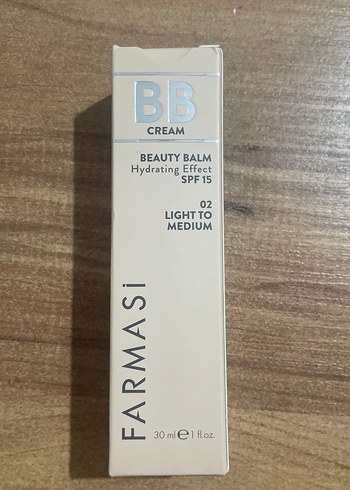 BB
CREAM
BEAUTY BALM
Hydrating Effect
SPF 15
02
LIGHT TO
MEDIUM
FARMASi
30 ml ℮ 1 fl.oz.